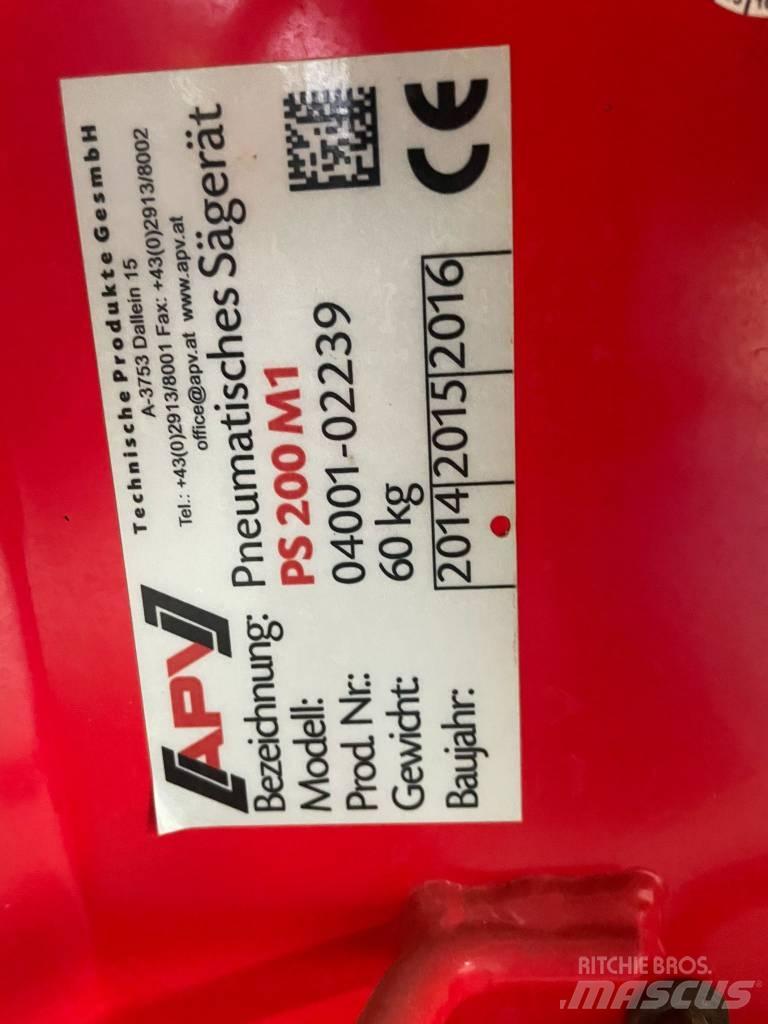 APV
Technische Produkte GesmbH
A-3753 Dallein 15
Tel.: +43(0)2913/8001 Fax: +43(0)2913/8002
office@apv.at www.apv.at
Bezeichnung: Pneumatisches Sägerät
Modell: PS 200 M1
Prod. Nr.: 04001-02239
Gewicht: 60 kg
Baujahr: 2014 2015 2016
CE
RITCHIE BROS.
MASCUS